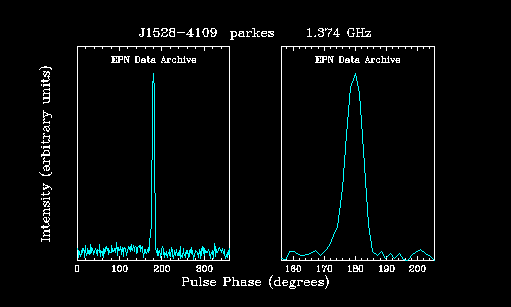 J1528-4109 parkes 1.374 GHz
EPN Data Archive EPN Data Archive
Intensity (arbitrary units)
0 100 200 300 160 170 180 190 200
Pulse Phase (degrees)